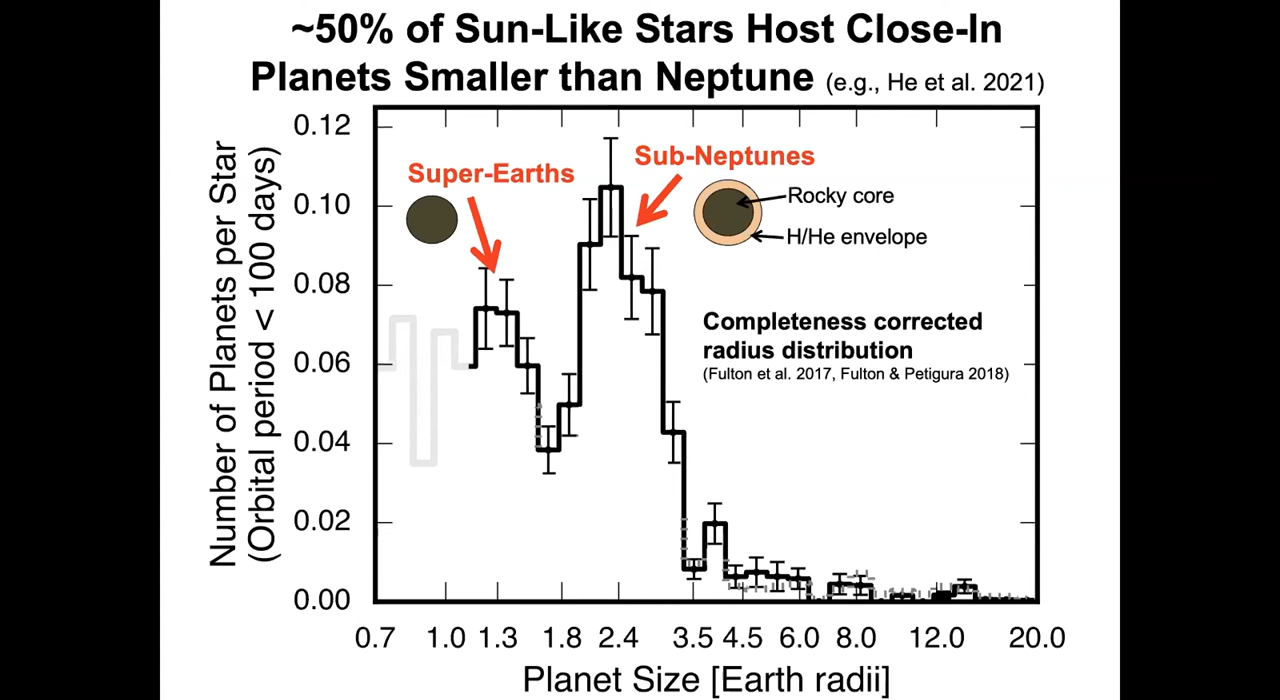 ~50% of Sun-Like Stars Host Close-In
Planets Smaller than Neptune (e.g., He et al. 2021)
Number of Planets per Star
(Orbital period < 100 days)
0.12
0.10
0.08
0.06
0.04
0.02
0.00
Super-Earths
Sub-Neptunes
Rocky core
H/He envelope
Completeness corrected
radius distribution
(Fulton et al. 2017, Fulton & Petigura 2018)
0.7 1.0 1.3 1.8 2.4 3.5 4.5 6.0 8.0 12.0 20.0
Planet Size [Earth radii]